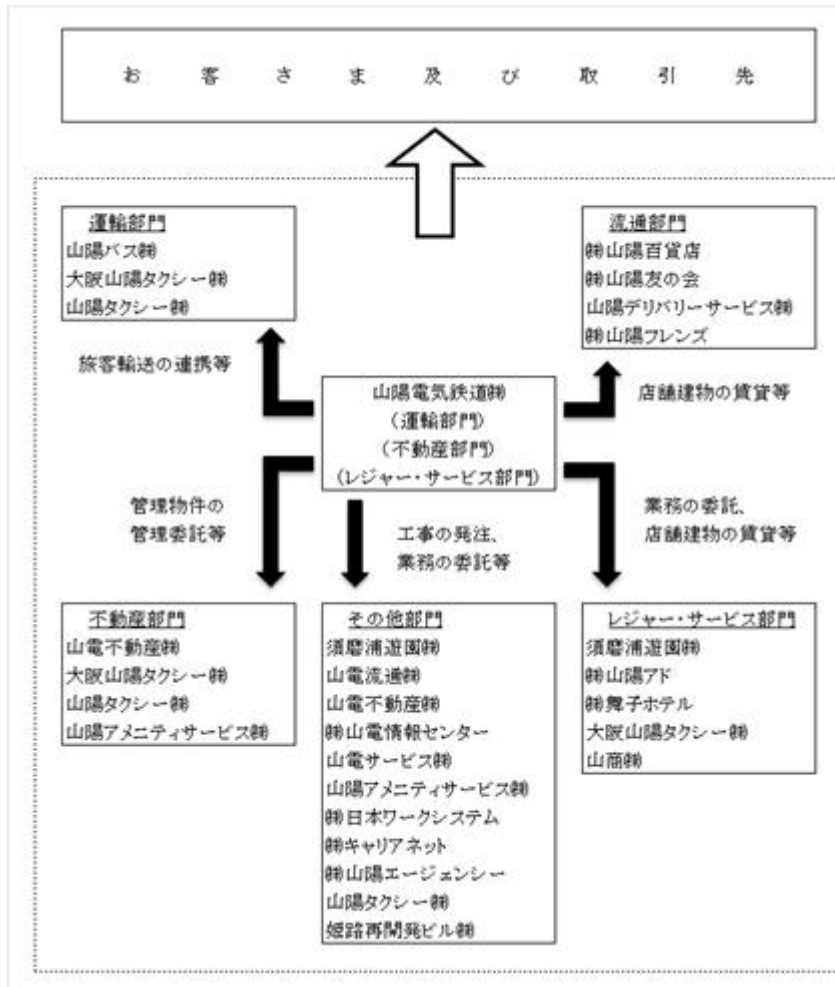 お客さま及び取引先
運輸部門
山陽バス㈱
大阪山陽タクシー㈱
山陽タクシー㈱
流通部門
㈱山陽百貨店
㈱山陽友の会
山陽デリバリーサービス㈱
㈱山陽フレンズ
旅客輸送の連携等
店舗建物の賃貸等
山陽電気鉄道㈱
(運輸部門)
(不動産部門)
(レジャー・サービス部門)
管理物件の
管理委託等
工事の発注、
業務の委託等
業務の委託、
店舗建物の賃貸等
不動産部門
山電不動産㈱
大阪山陽タクシー㈱
山陽タクシー㈱
山陽アメニティサービス㈱
その他部門
須磨浦遊園㈱
山電流通㈱
山電不動産㈱
㈱山電情報センター
山電サービス㈱
山陽アメニティサービス㈱
㈱日本ワークシステム
㈱キャリアネット
㈱山陽エージェンシー
山陽タクシー㈱
姫路再開発ビル㈱
レジャー・サービス部門
須磨浦遊園㈱
㈱山陽アド
㈱舞子ホテル
大阪山陽タクシー㈱
山商㈱